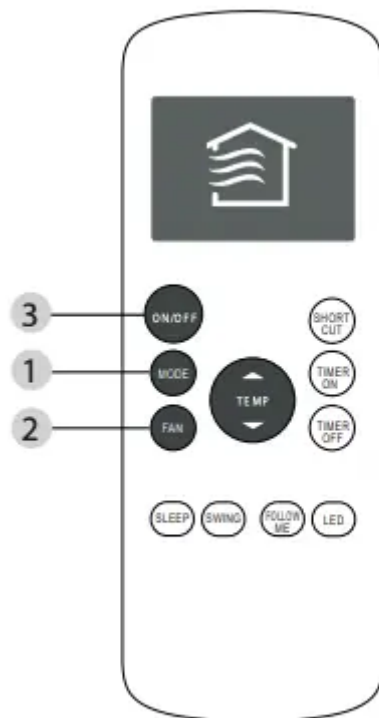 3
ON/OFF
SHORT
CUT
1
MODE
TIMER
ON
TEMP
2
FAN
TIMER
OFF
SLEEP
SWING
FOLLOW
ME
LED